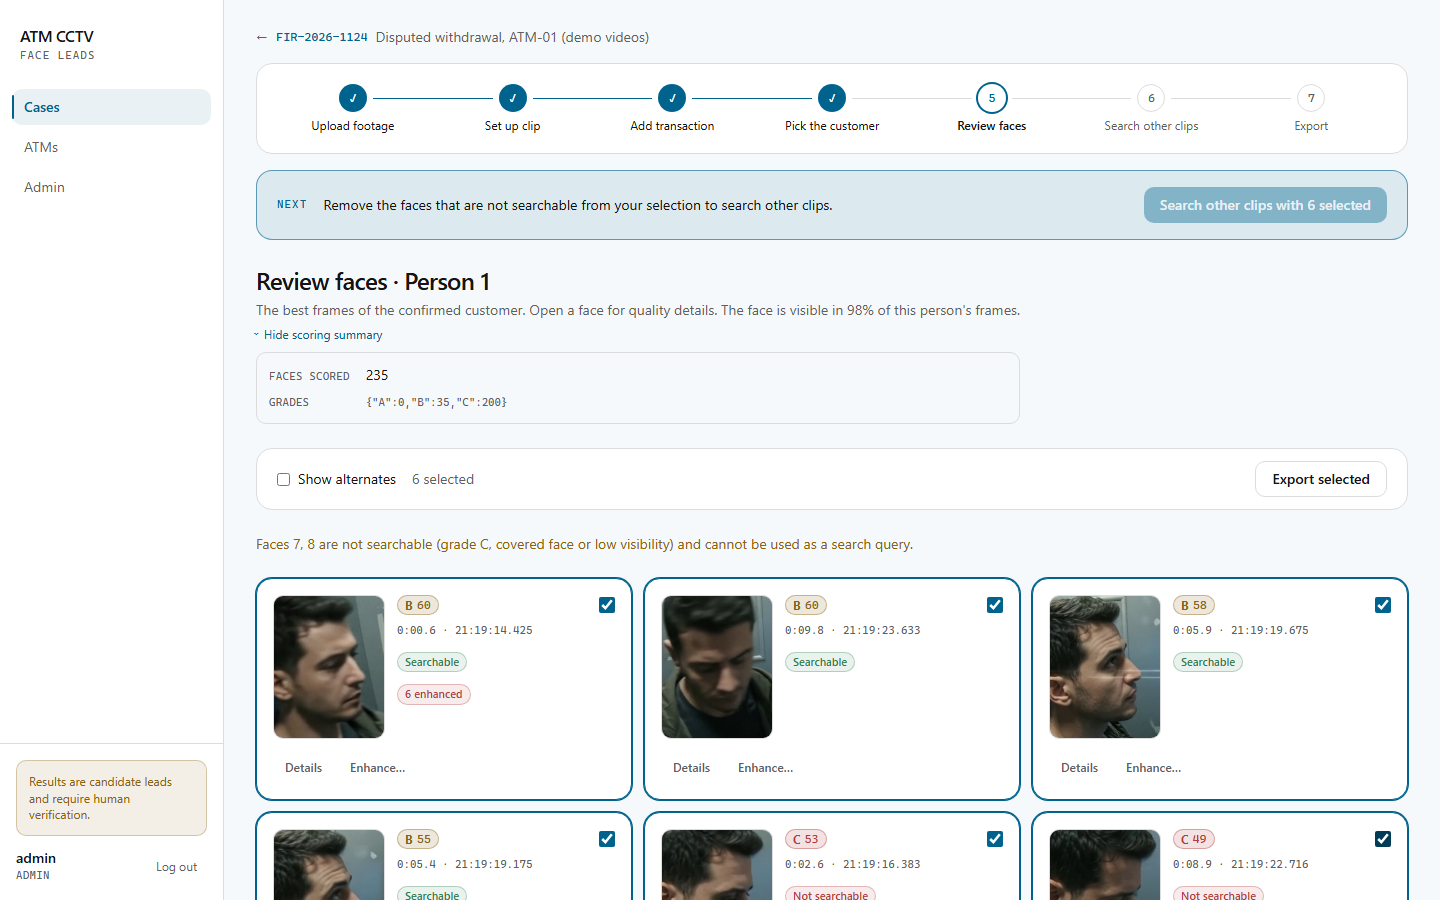 ATM CCTV
FACE LEADS
Cases
ATMs
Admin
Results are candidate leads
and require human
verification.
admin
ADMIN
Log out
← FIR-2026-1124 Disputed withdrawal, ATM-01 (demo videos)
✓ ✓ ✓ ✓ 5 6 7
Upload footage Set up clip Add transaction Pick the customer Review faces Search other clips Export
NEXT Remove the faces that are not searchable from your selection to search other clips. Search other clips with 6 selected
Review faces · Person 1
The best frames of the confirmed customer. Open a face for quality details. The face is visible in 98% of this person's frames.
Hide scoring summary
FACES SCORED 235
GRADES {"A":0,"B":35,"C":200}
Show alternates 6 selected Export selected
Faces 7, 8 are not searchable (grade C, covered face or low visibility) and cannot be used as a search query.
B 60
0:00.6 · 21:19:14.425
Searchable
6 enhanced
Details Enhance...
B 60
0:09.8 · 21:19:23.633
Searchable
Details Enhance...
B 58
0:05.9 · 21:19:19.675
Searchable
Details Enhance...
B 55
0:05.4 · 21:19:19.175
Searchable
C 53
0:02.6 · 21:19:16.383
Not searchable
C 49
0:08.9 · 21:19:22.716
Not searchable